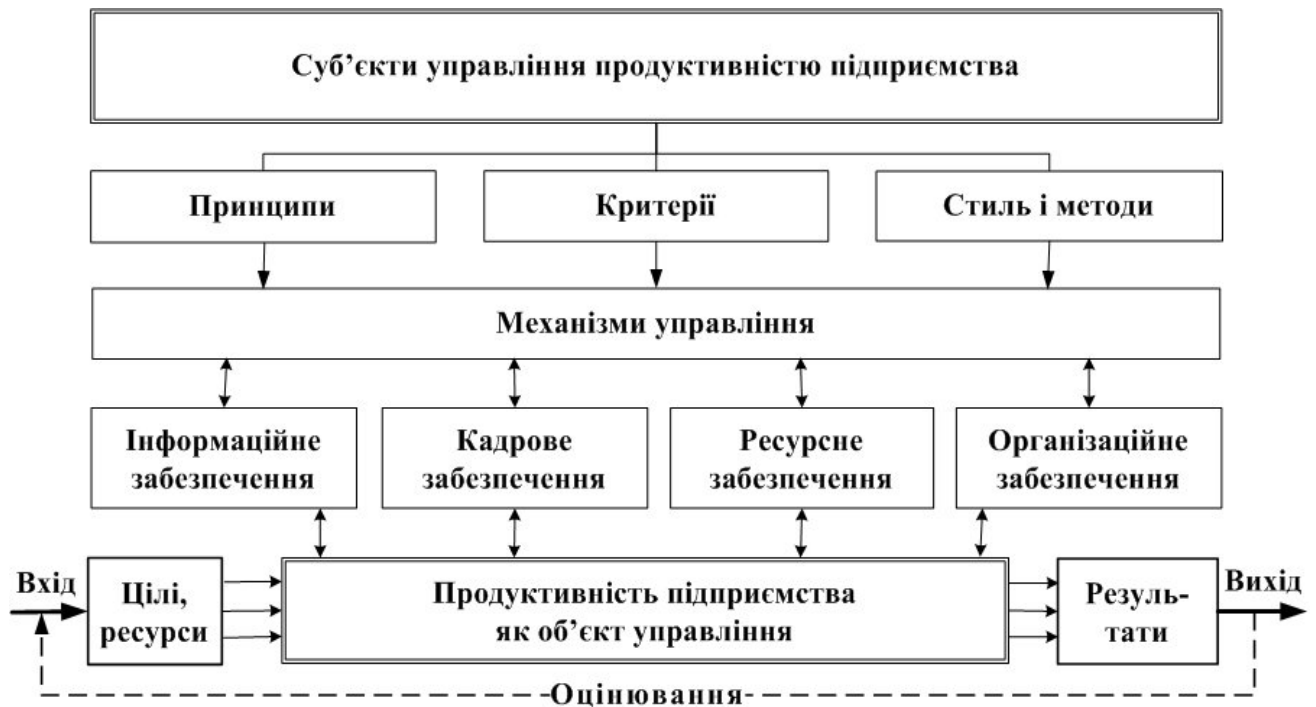 Суб’єкти управління продуктивністю підприємства
Принципи
Критерії
Стиль і методи
Механізми управління
Інформаційне
забезпечення
Кадрове
забезпечення
Ресурсне
забезпечення
Організаційне
забезпечення
Вхід
Цілі,
ресурси
Продуктивність підприємства
як об’єкт управління
Резуль-
тати
Вихід
Оцінювання